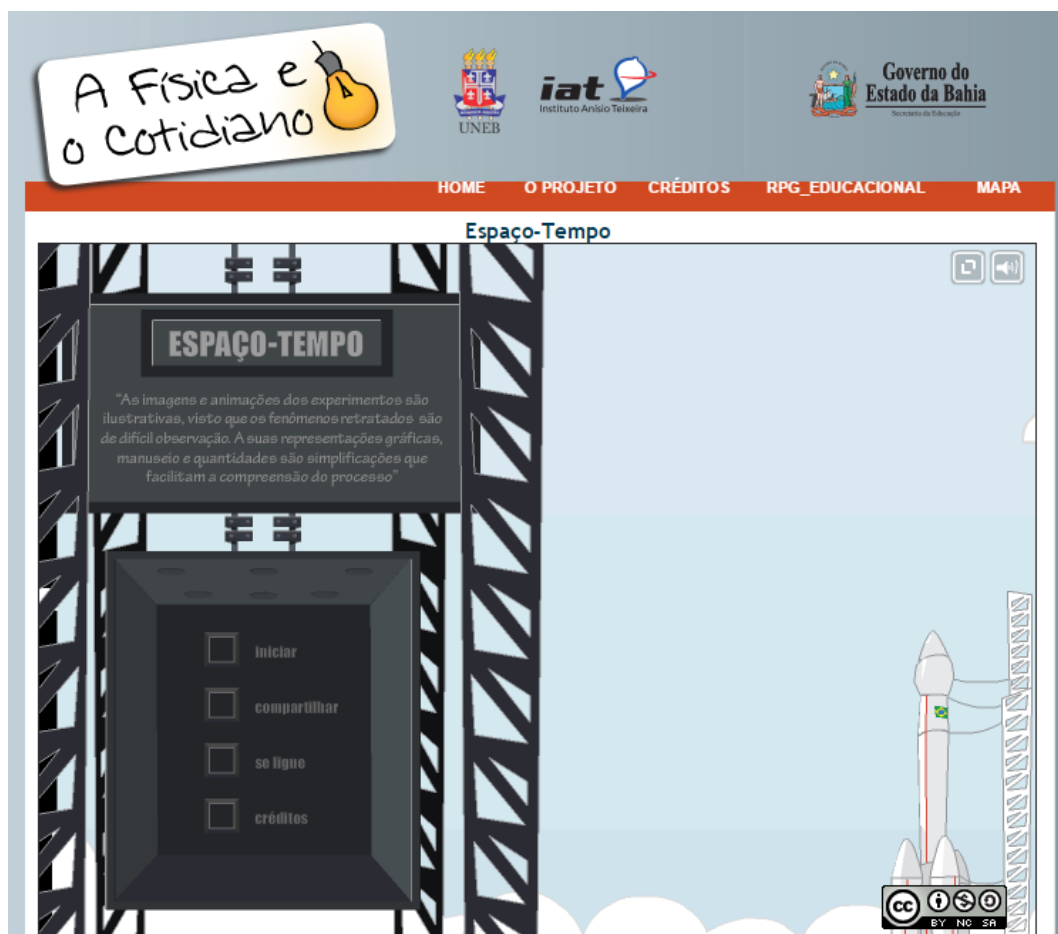 A Física e
o Cotidiano
UNEB
iat
Instituto Anísio Teixeira
Governo do
Estado da Bahia
Secretaria da Educação
HOME O PROJETO CRÉDITOS RPG_EDUCACIONAL MAPA
Espaço-Tempo
ESPAÇO-TEMPO
"As imagens e animações dos experimentos são
ilustrativas, visto que os fenômenos retratados são
de difícil observação. A suas representações gráficas,
manuseio e quantidades são simplificações que
facilitam a compreensão do processo"
iniciar
compartilhar
se ligue
créditos
cc
BY NC SA